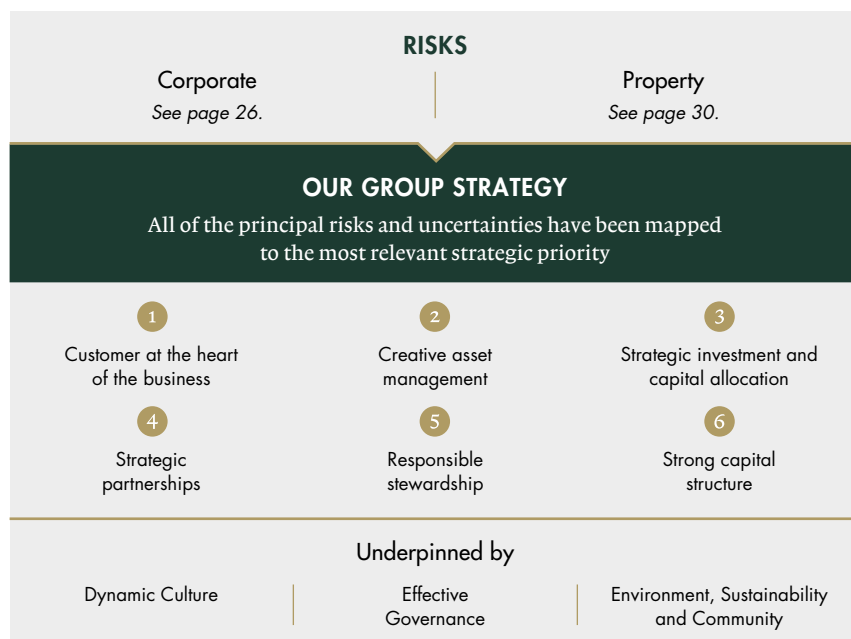 RISKS
Corporate
See page 26.
Property
See page 30.
OUR GROUP STRATEGY
All of the principal risks and uncertainties have been mapped
to the most relevant strategic priority
1
Customer at the heart
of the business
2
Creative asset
management
3
Strategic investment and
capital allocation
4
Strategic
partnerships
5
Responsible
stewardship
6
Strong capital
structure
Underpinned by
Dynamic Culture
Effective
Governance
Environment, Sustainability
and Community